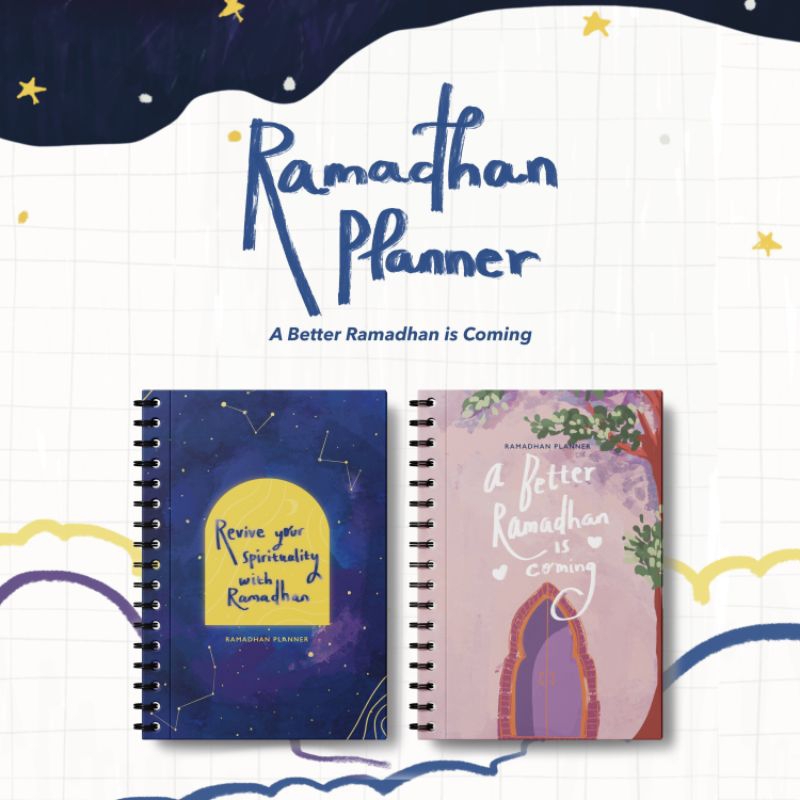 Ramadhan
Planner
A Better Ramadhan is Coming
Revive your
Spirituality
with
Ramadhan
RAMADHAN PLANNER
RAMADHAN PLANNER
a Better
Ramadhan
is
coming